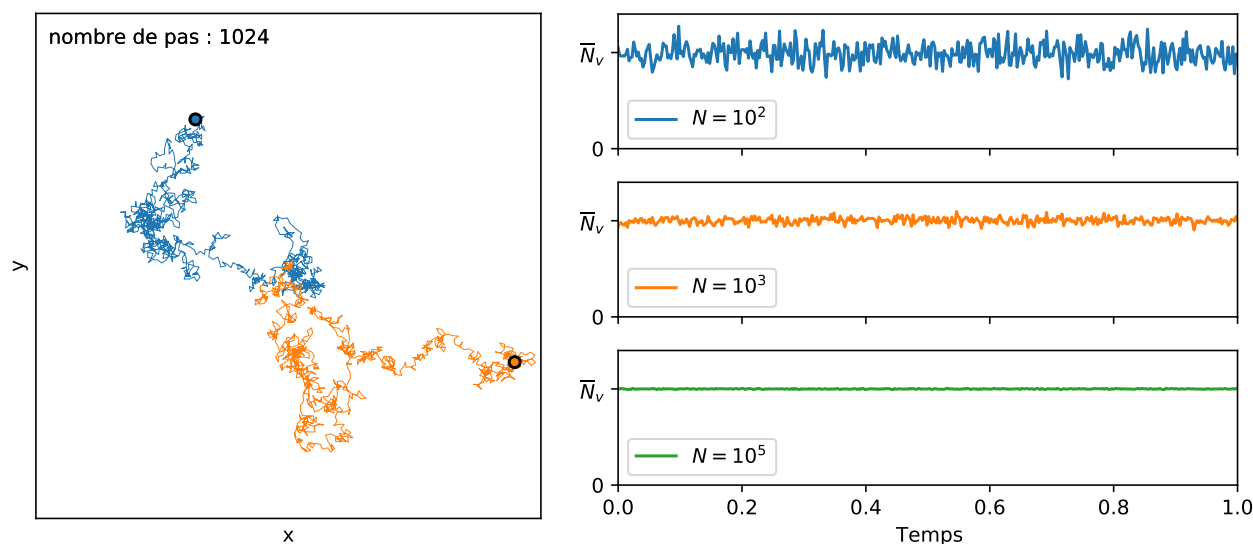 nombre de pas : 1024
y
x
N̅ᵥ
N = 10²
0
N̅ᵥ
N = 10³
0
N̅ᵥ
N = 10⁵
0
0.0 0.2 0.4 0.6 0.8 1.0
Temps